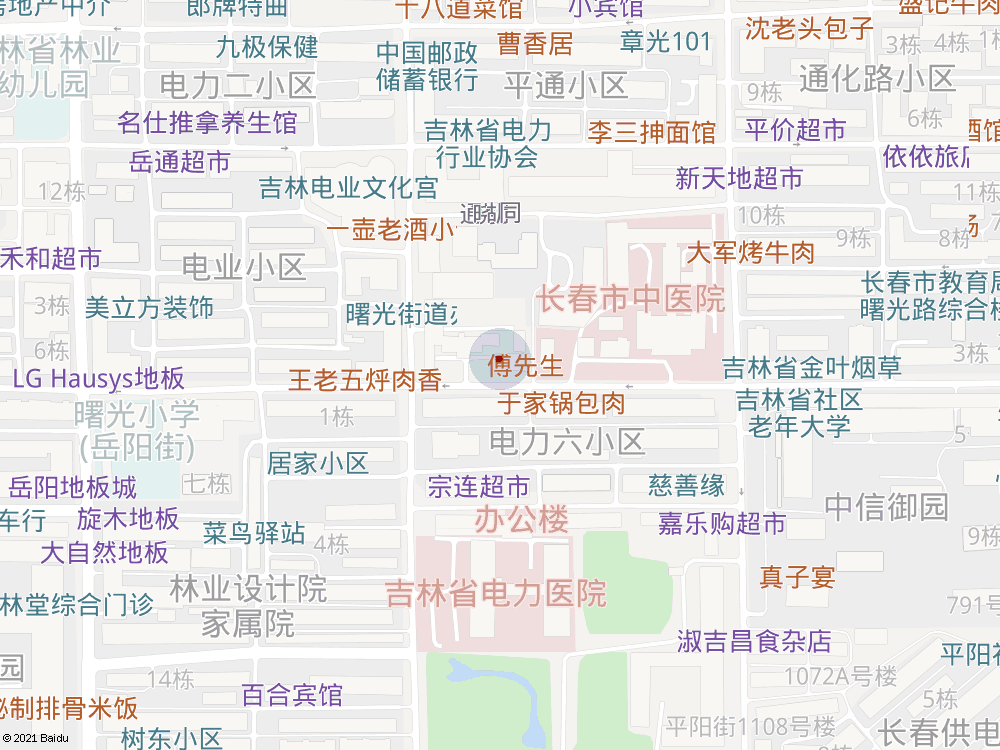 房地产中介
郎牌特曲
十八道菜馆
小宾馆
盛记牛肉
沈老头包子
九极保健
中国邮政
储蓄银行
曹香居
章光101
3栋
4栋
林省林业
幼儿园
电力二小区
平通小区
通化路小区
9栋
6栋
名仕推拿养生馆
吉林省电力
行业协会
李三抻面馆
平价超市
酒馆
岳通超市
依依旅店
12栋
吉林电业文化宫
新天地超市
11栋
一壶老酒小
10栋
9栋
8栋
禾和超市
电业小区
大军烤牛肉
3栋
美立方装饰
曙光街道办
长春市中医院
长春市教育局
曙光路综合楼
6栋
傅先生
吉林省金叶烟草
3栋
LG Hausys地板
王老五烀肉香
于家锅包肉
吉林省社区
老年大学
曙光小学
(岳阳街)
1栋
电力六小区
5
居家小区
岳阳地板城
七栋
宗连超市
慈善缘
中信御园
车行
旋木地板
菜鸟驿站
办公楼
嘉乐购超市
9栋
大自然地板
4栋
林业设计院
家属院
吉林省电力医院
真子宴
林堂综合门诊
791号
淑吉昌食杂店
平阳社
园
14栋
百合宾馆
1072A号楼
5栋
秘制排骨米饭
树东小区
平阳街1108号楼
长春供电
© 2021 Baidu